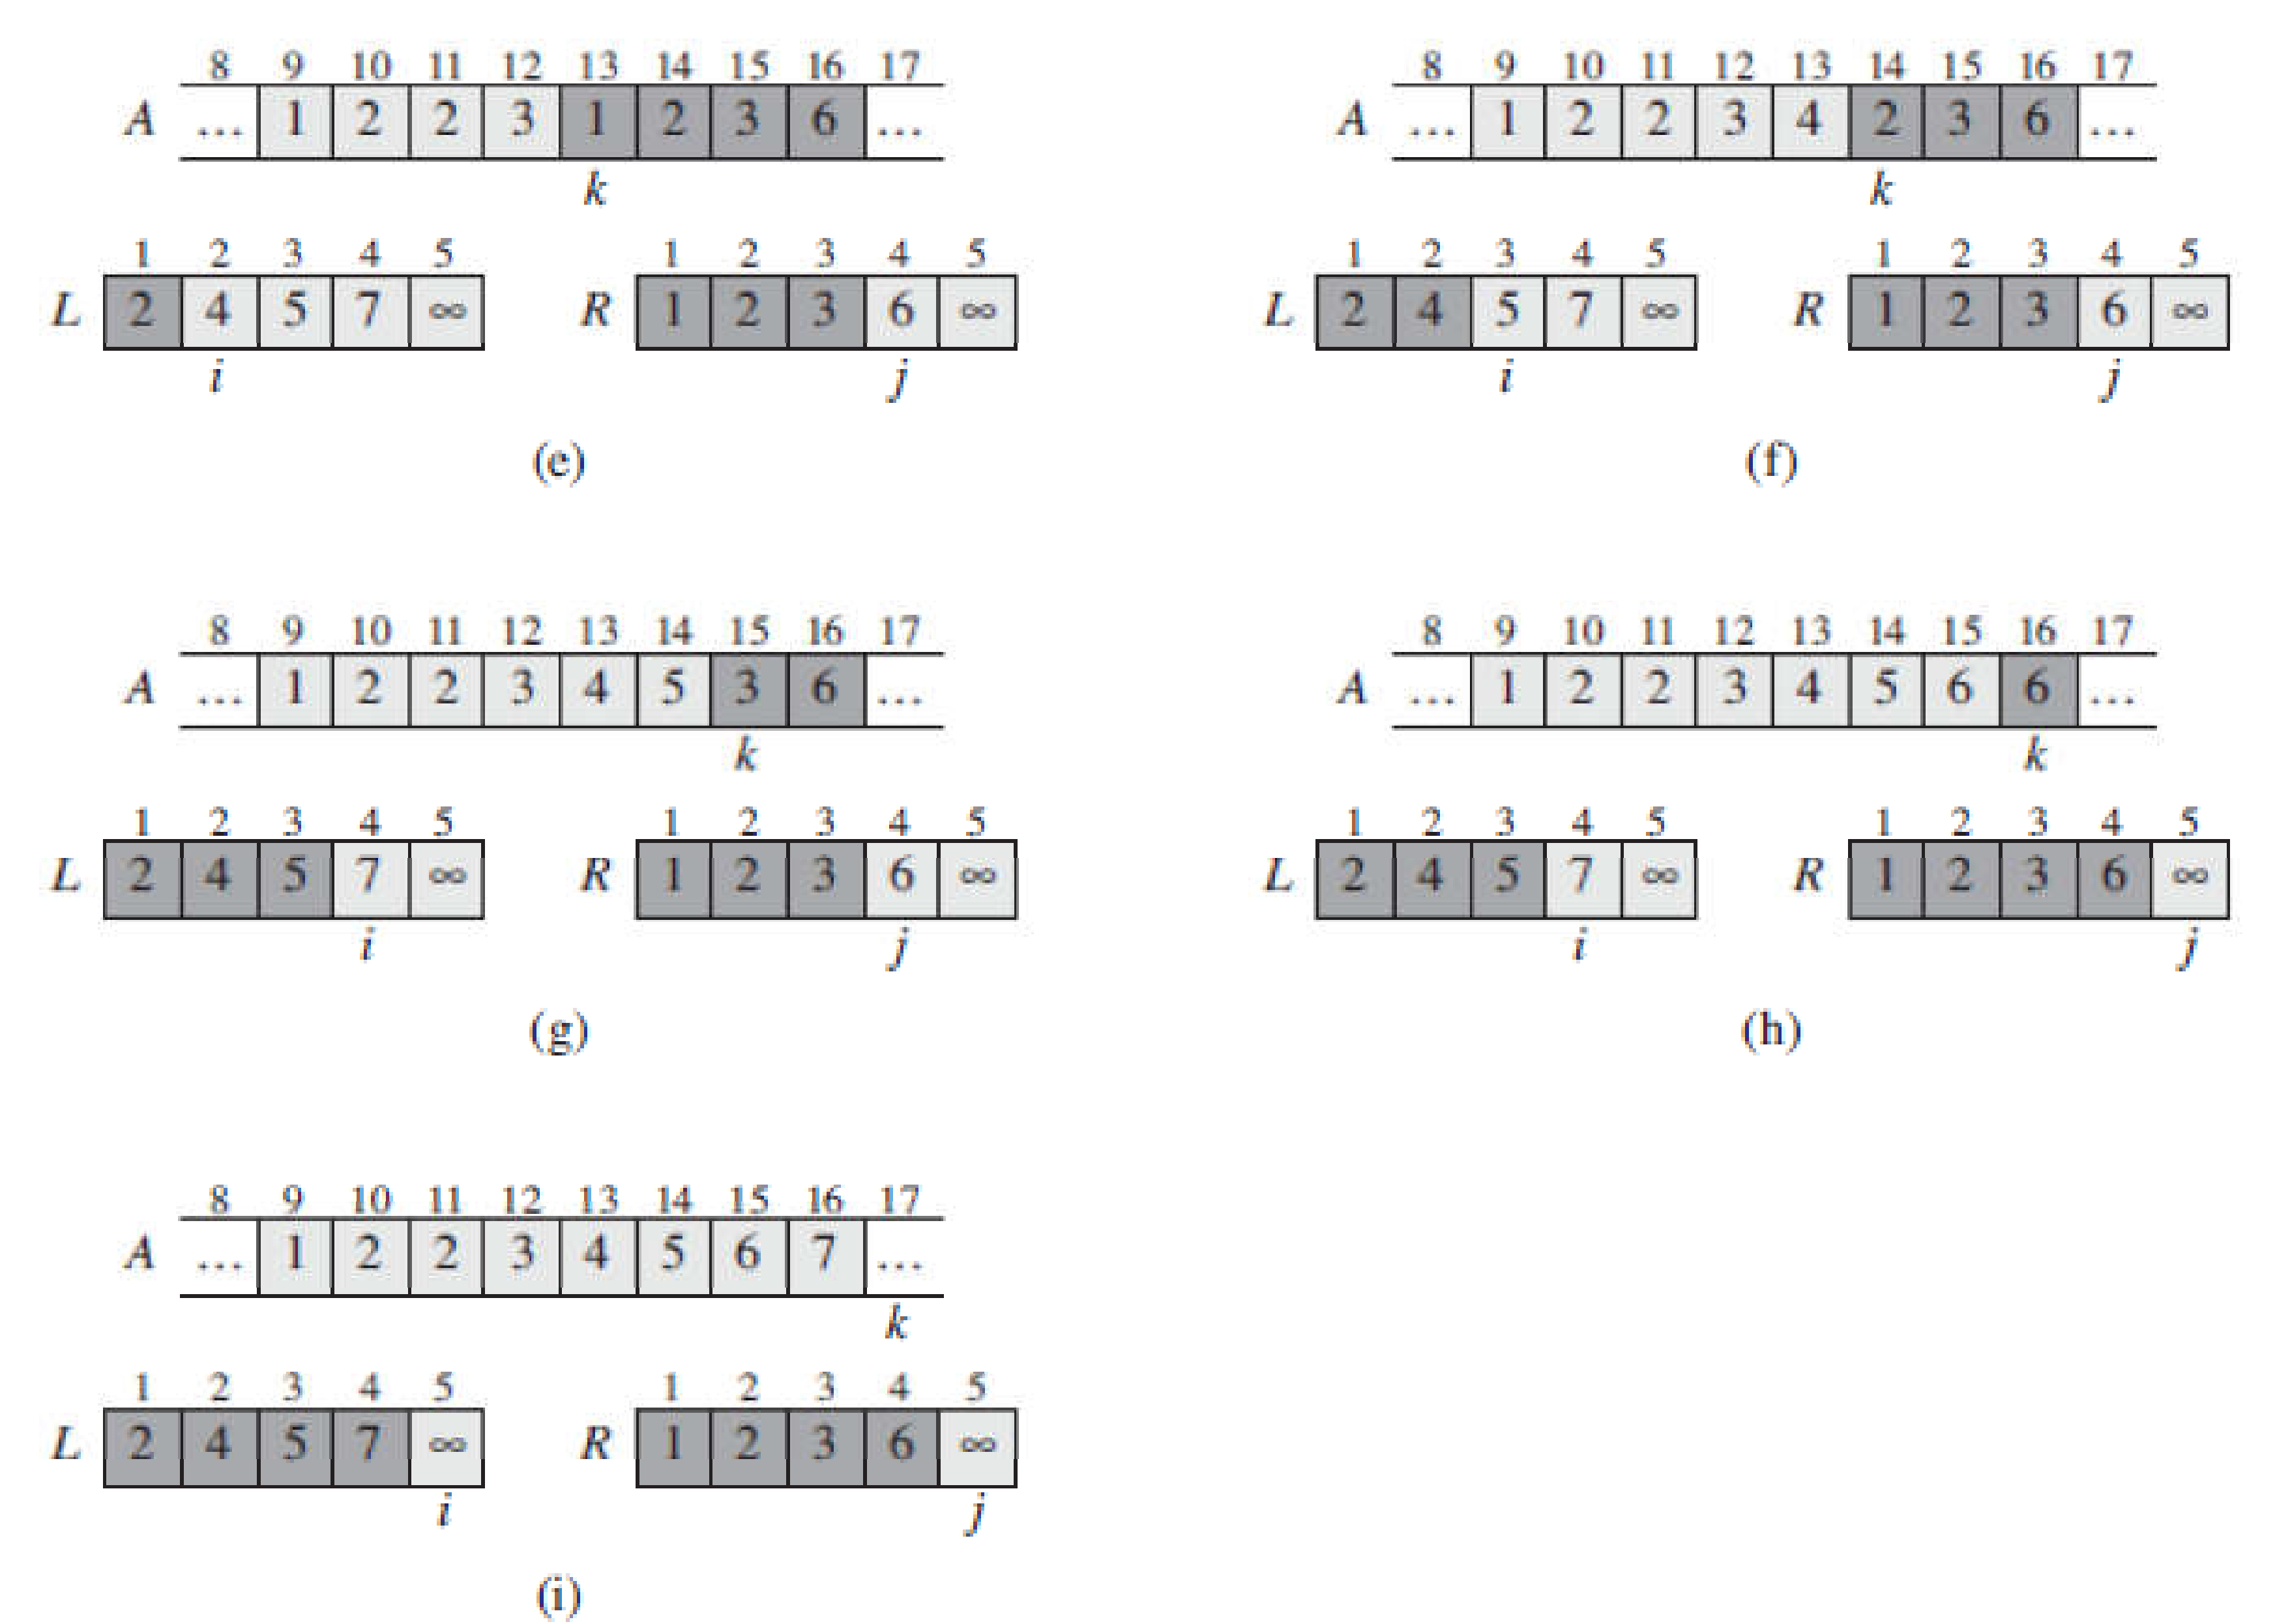 8 9 10 11 12 13 14 15 16 17
A ... 1 2 2 3 1 2 3 6 ...
k
1 2 3 4 5
L 2 4 5 7 ∞
i
1 2 3 4 5
R 1 2 3 6 ∞
j
(e)
8 9 10 11 12 13 14 15 16 17
A ... 1 2 2 3 4 2 3 6 ...
k
1 2 3 4 5
L 2 4 5 7 ∞
i
1 2 3 4 5
R 1 2 3 6 ∞
j
(f)
8 9 10 11 12 13 14 15 16 17
A ... 1 2 2 3 4 5 3 6 ...
k
1 2 3 4 5
L 2 4 5 7 ∞
i
1 2 3 4 5
R 1 2 3 6 ∞
j
(g)
8 9 10 11 12 13 14 15 16 17
A ... 1 2 2 3 4 5 6 6 ...
k
1 2 3 4 5
L 2 4 5 7 ∞
i
1 2 3 4 5
R 1 2 3 6 ∞
j
(h)
8 9 10 11 12 13 14 15 16 17
A ... 1 2 2 3 4 5 6 7 ...
k
1 2 3 4 5
L 2 4 5 7 ∞
i
1 2 3 4 5
R 1 2 3 6 ∞
j
(i)